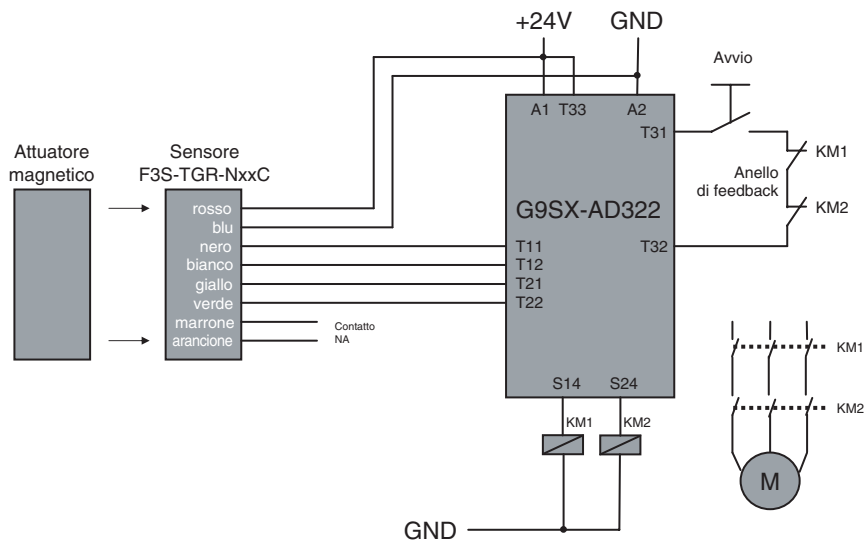 +24V
GND
Avvio
A1
T33
A2
T31
Attuatore
magnetico
Sensore
F3S-TGR-NxxC
KM1
Anello
di feedback
KM2
rosso
blu
nero
bianco
giallo
verde
marrone
arancione
G9SX-AD322
T11
T12
T21
T22
T32
Contatto
NA
S14
S24
KM1
KM2
KM1
KM2
M
GND